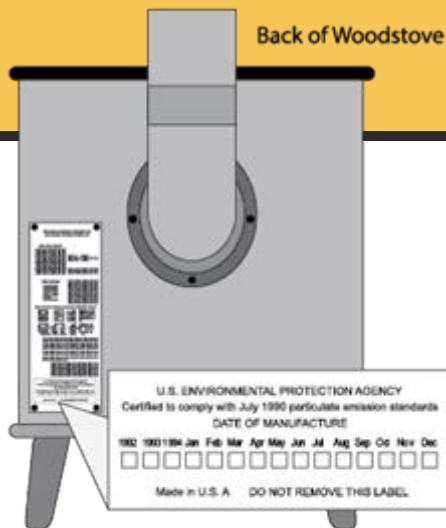 Back of Woodstove
U.S. ENVIRONMENTAL PROTECTION AGENCY
Certified to comply with July 1990 particulate emission standards
DATE OF MANUFACTURE
1992 1993 1994 Jan Feb Mar Apr May Jun Jul Aug Sep Oct Nov Dec
Made in U.S. A DO NOT REMOVE THIS LABEL